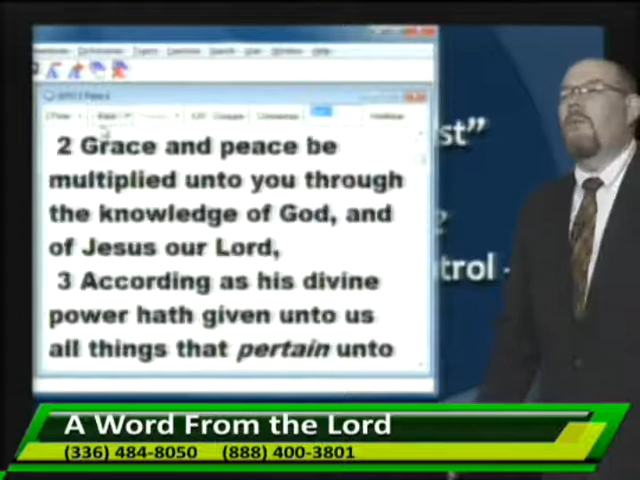 st"
2 Grace and peace be
multiplied unto you through
the knowledge of God, and
of Jesus our Lord,
trol -
3 According as his divine
power hath given unto us
all things that pertain unto
A Word From the Lord
(336) 484-8050 (888) 400-3801